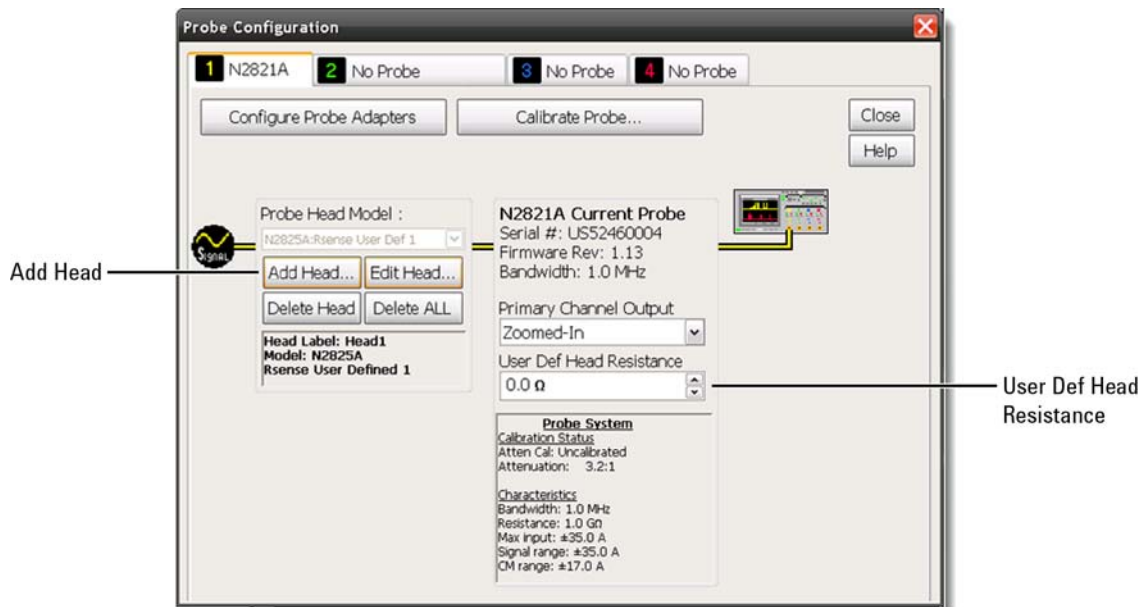 Probe Configuration
1 N2821A
2 No Probe
3 No Probe
4 No Probe
Configure Probe Adapters
Calibrate Probe...
Close
Help
SIGNAL
Probe Head Model :
N2825A:Rsense User Def 1
Add Head...
Edit Head...
Delete Head
Delete ALL
Head Label: Head1
Model: N2825A
Rsense User Defined 1
N2821A Current Probe
Serial #: US52460004
Firmware Rev: 1.13
Bandwidth: 1.0 MHz
Primary Channel Output
Zoomed-In
User Def Head Resistance
0.0 Ω
Probe System
Calibration Status
Atten Cal: Uncalibrated
Attenuation: 3.2:1
Characteristics
Bandwidth: 1.0 MHz
Resistance: 1.0 GΩ
Max input: ±35.0 A
Signal range: ±35.0 A
CM range: ±17.0 A
Add Head
User Def Head
Resistance